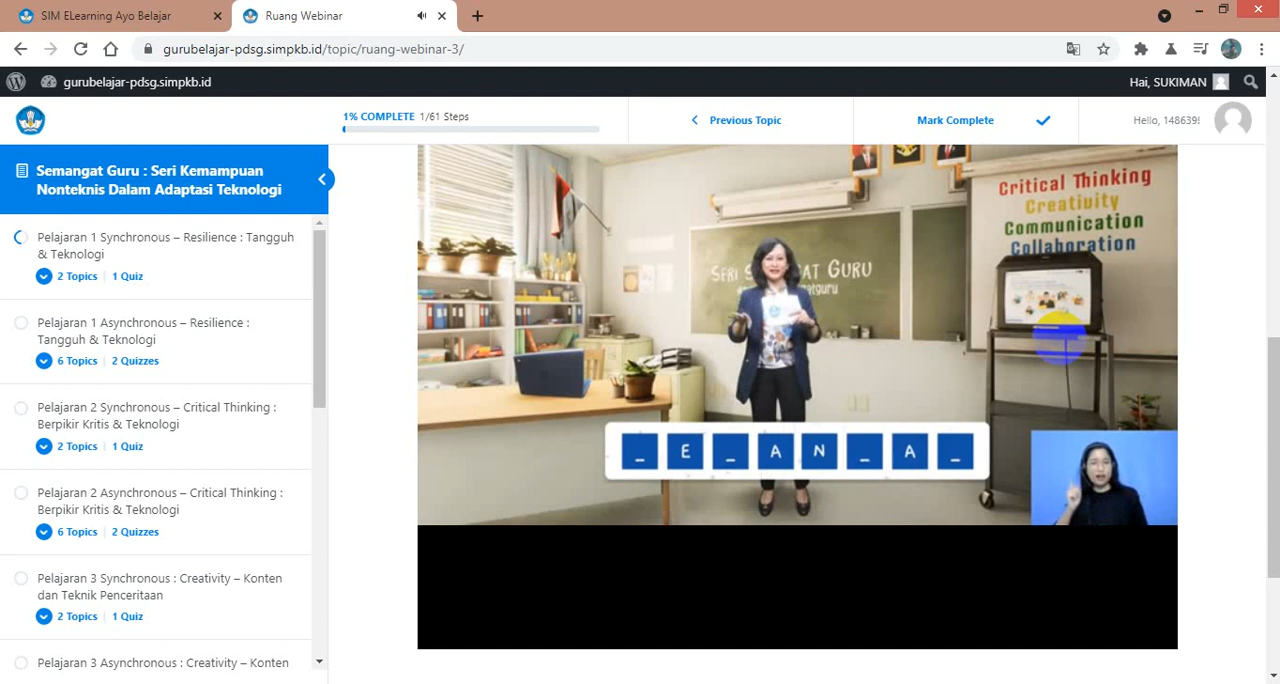 SIM ELearning Ayo Belajar
Ruang Webinar
gurubelajar-pdsg.simpkb.id/topic/ruang-webinar-3/
gurubelajar-pdsg.simpkb.id
Hai, SUKIMAN
1% COMPLETE 1/61 Steps
Previous Topic
Mark Complete
Hello, 148639!
Semangat Guru : Seri Kemampuan
Nonteknis Dalam Adaptasi Teknologi
Pelajaran 1 Synchronous – Resilience : Tangguh
& Teknologi
2 Topics | 1 Quiz
Pelajaran 1 Asynchronous – Resilience :
Tangguh & Teknologi
6 Topics | 2 Quizzes
Pelajaran 2 Synchronous – Critical Thinking :
Berpikir Kritis & Teknologi
2 Topics | 1 Quiz
Pelajaran 2 Asynchronous – Critical Thinking :
Berpikir Kritis & Teknologi
6 Topics | 2 Quizzes
Pelajaran 3 Synchronous : Creativity – Konten
dan Teknik Penceritaan
2 Topics | 1 Quiz
Pelajaran 3 Asynchronous : Creativity – Konten
Critical Thinking
Creativity
Communication
Collaboration
SERI S AT GURU
_ E _ A N _ A _